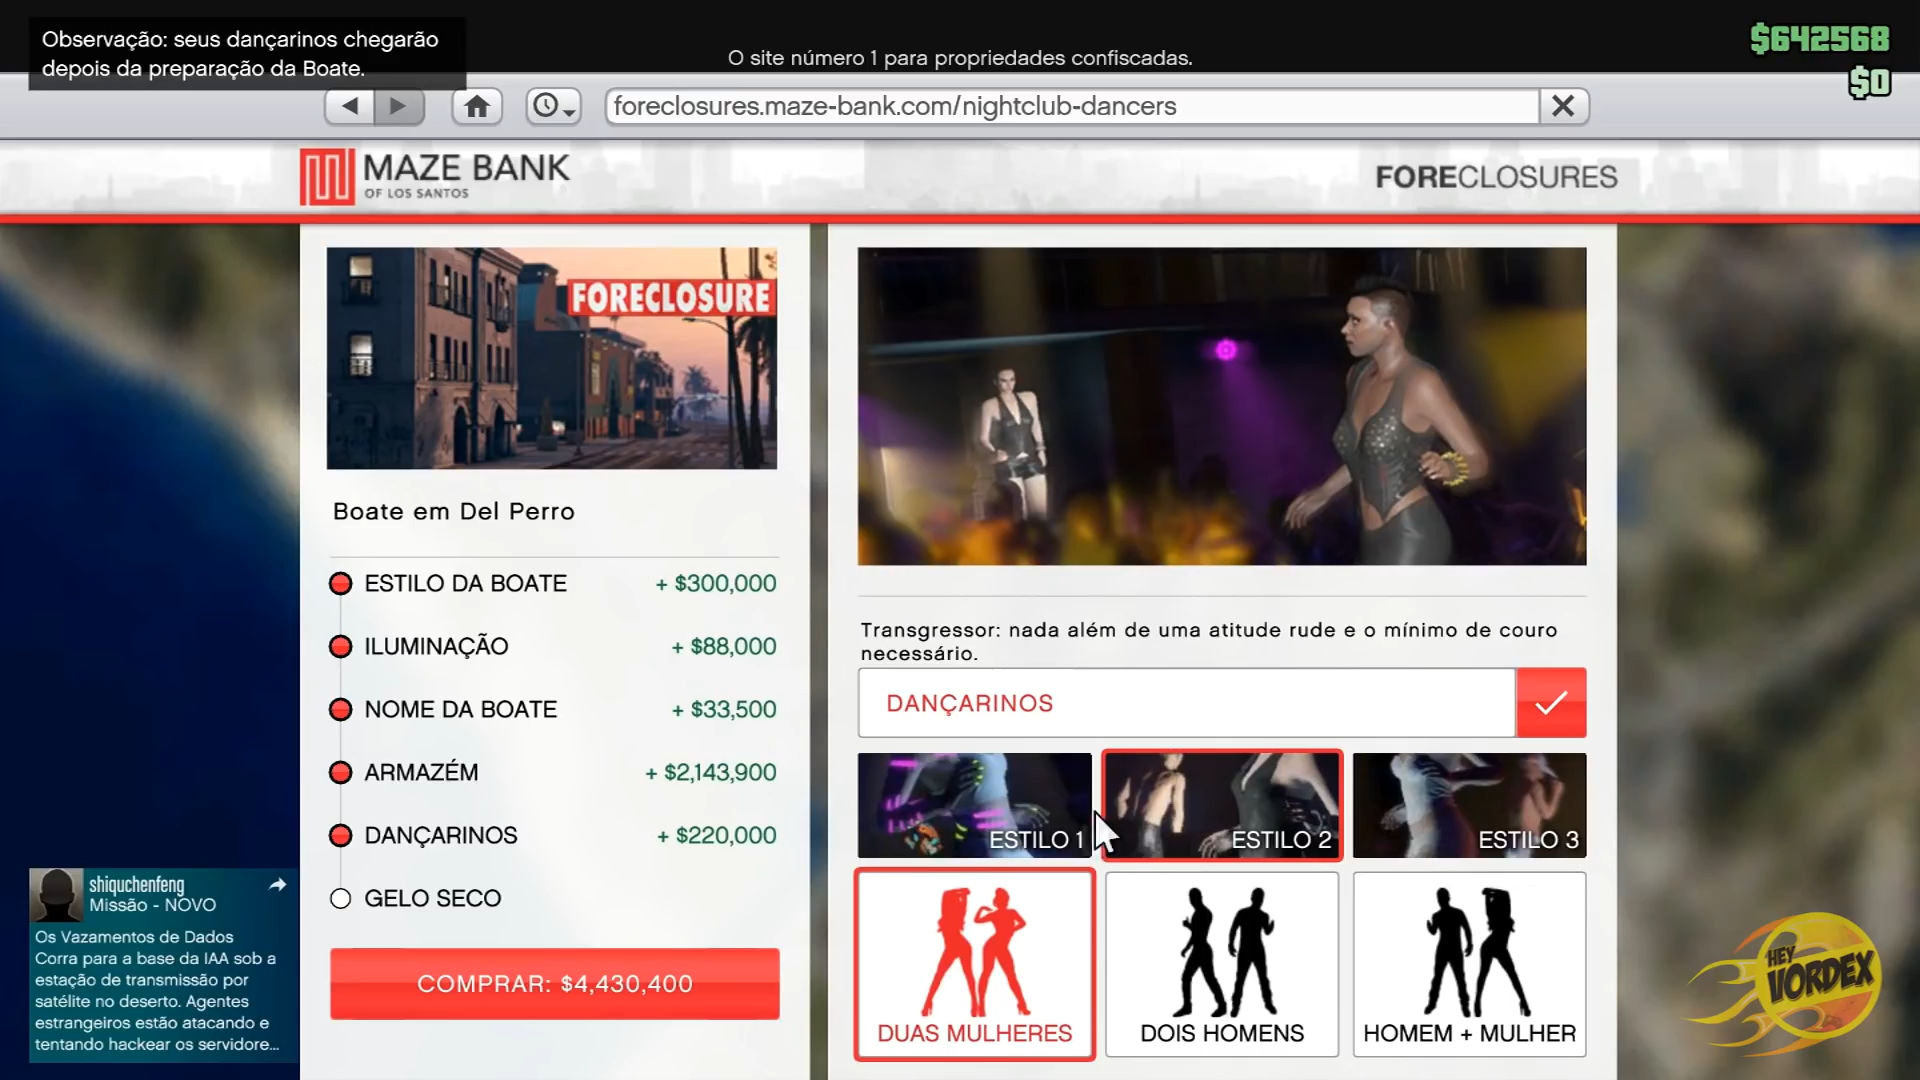 Observação: seus dançarinos chegarão
depois da preparação da Boate.
O site número 1 para propriedades confiscadas.
$642568
$0
foreclosures.maze-bank.com/nightclub-dancers
MAZE BANK
OF LOS SANTOS
FORECLOSURES
FORECLOSURE
Boate em Del Perro
ESTILO DA BOATE + $300,000
ILUMINAÇÃO + $88,000
NOME DA BOATE + $33,500
ARMAZÉM + $2,143,900
DANÇARINOS + $220,000
GELO SECO
COMPRAR: $4,430,400
Transgressor: nada além de uma atitude rude e o mínimo de couro
necessário.
DANÇARINOS
ESTILO 1
ESTILO 2
ESTILO 3
DUAS MULHERES
DOIS HOMENS
HOMEM + MULHER
shiquchenfeng
Missão - NOVO
Os Vazamentos de Dados
Corra para a base da IAA sob a
estação de transmissão por
satélite no deserto. Agentes
estrangeiros estão atacando e
tentando hackear os servidore...
HEY
VORDEX